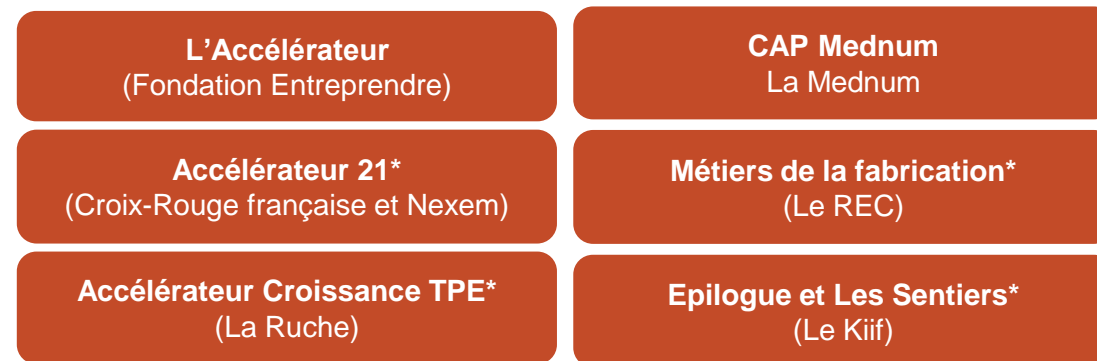 L'Accélérateur
(Fondation Entreprendre)
CAP Mednum
La Mednum
Accélérateur 21*
(Croix-Rouge française et Nexem)
Métiers de la fabrication*
(Le REC)
Accélérateur Croissance TPE*
(La Ruche)
Epilogue et Les Sentiers*
(Le Kiif)